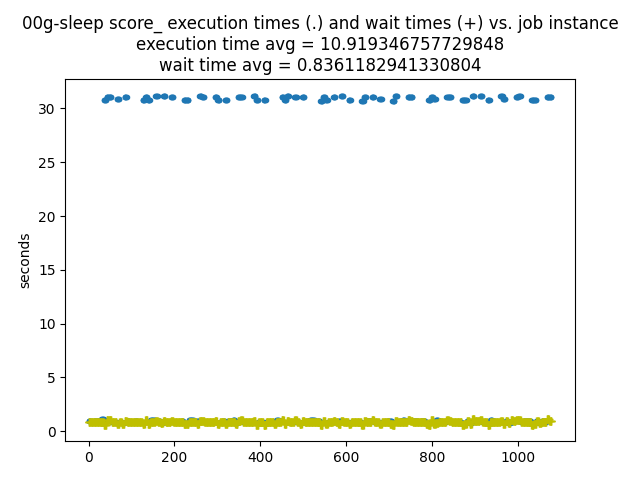 00g-sleep score_ execution times (.) and wait times (+) vs. job instance
execution time avg = 10.919346757729848
wait time avg = 0.8361182941330804
30
25
20
15
10
5
0
seconds
0 200 400 600 800 1000